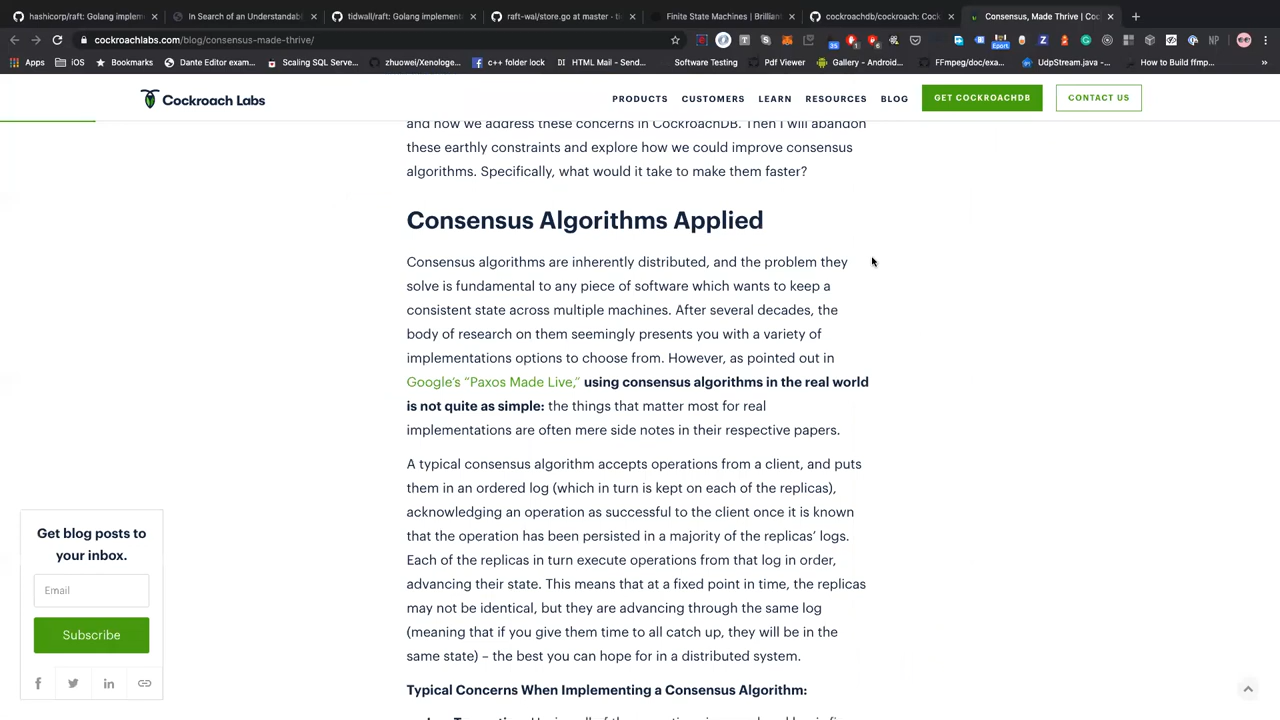 hashicorp/raft: Golang implemen
In Search of an Understandabl
tidwall/raft: Golang implement
raft-wal/store.go at master · ti
Finite State Machines | Brillian
cockroachdb/cockroach: Cock
Consensus, Made Thrive | Coc
cockroachlabs.com/blog/consensus-made-thrive/
Apps
iOS
Bookmarks
Dante Editor exam...
Scaling SQL Serve...
zhuowei/Xenologe...
c++ folder lock
HTML Mail - Send...
Software Testing
Pdf Viewer
Gallery - Android...
FFmpeg/doc/exa...
UdpStream.java -...
How to Build ffmp...
Cockroach Labs
PRODUCTS
CUSTOMERS
LEARN
RESOURCES
BLOG
GET COCKROACHDB
CONTACT US
and how we address these concerns in CockroachDB. Then I will abandon
these earthly constraints and explore how we could improve consensus
algorithms. Specifically, what would it take to make them faster?
Consensus Algorithms Applied
Consensus algorithms are inherently distributed, and the problem they
solve is fundamental to any piece of software which wants to keep a
consistent state across multiple machines. After several decades, the
body of research on them seemingly presents you with a variety of
implementations options to choose from. However, as pointed out in
Google's “Paxos Made Live,” using consensus algorithms in the real world
is not quite as simple: the things that matter most for real
implementations are often mere side notes in their respective papers.
A typical consensus algorithm accepts operations from a client, and puts
them in an ordered log (which in turn is kept on each of the replicas),
acknowledging an operation as successful to the client once it is known
that the operation has been persisted in a majority of the replicas' logs.
Each of the replicas in turn execute operations from that log in order,
advancing their state. This means that at a fixed point in time, the replicas
may not be identical, but they are advancing through the same log
(meaning that if you give them time to all catch up, they will be in the
same state) – the best you can hope for in a distributed system.
Typical Concerns When Implementing a Consensus Algorithm:
Get blog posts to
your inbox.
Email
Subscribe